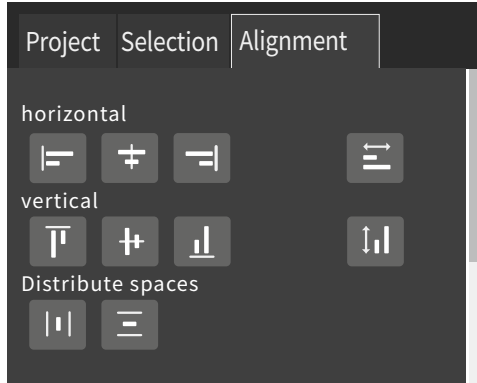 Project Selection Alignment
horizontal
vertical
Distribute spaces